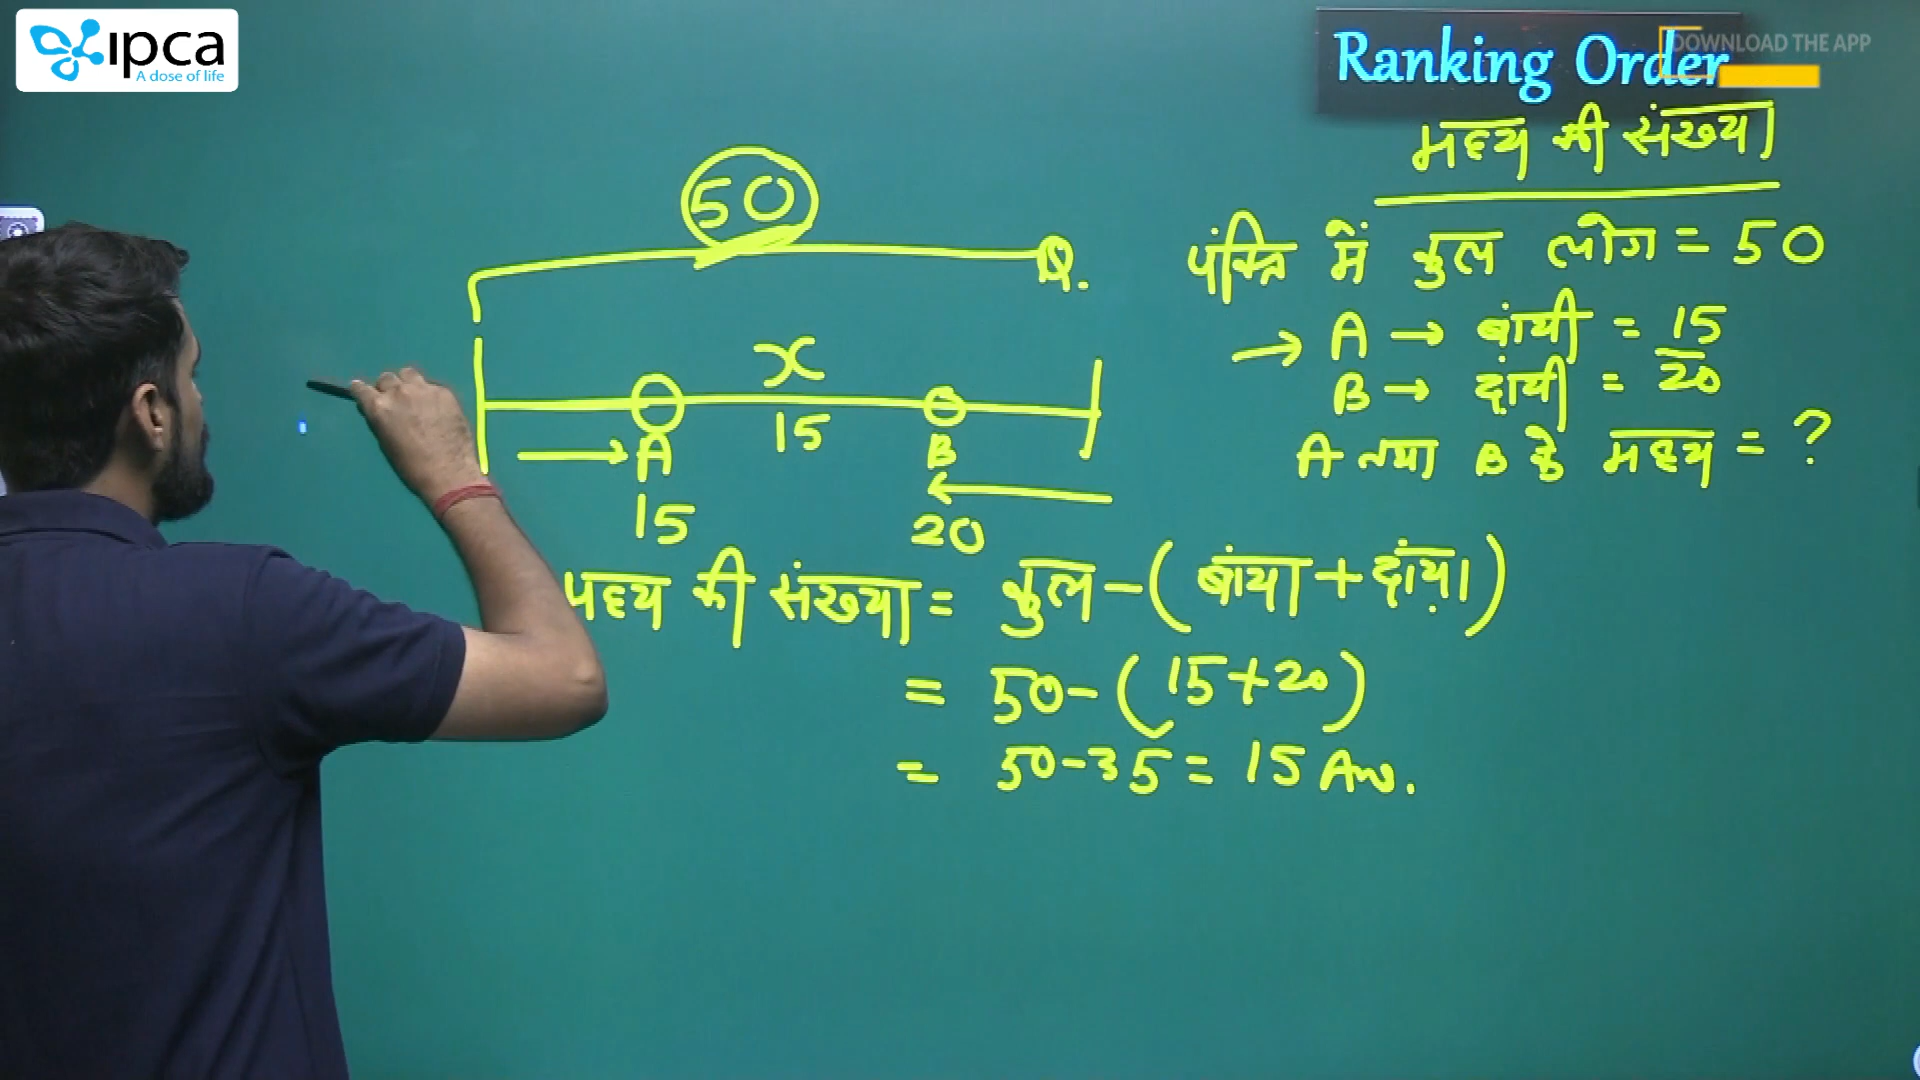 ipca
A dose of life
Ranking Order
DOWNLOAD THE APP
मध्य की संख्या
50
Q.
पंक्ति में कुल लोग = 50
→ A → बांयी = 15
B → दांयी = 20
A तथा B के मध्य = ?
x
15
A
B
15
20
मध्य की संख्या = कुल - (बांया + दांया)
= 50 - (15+20)
= 50-35 = 15 Ans.